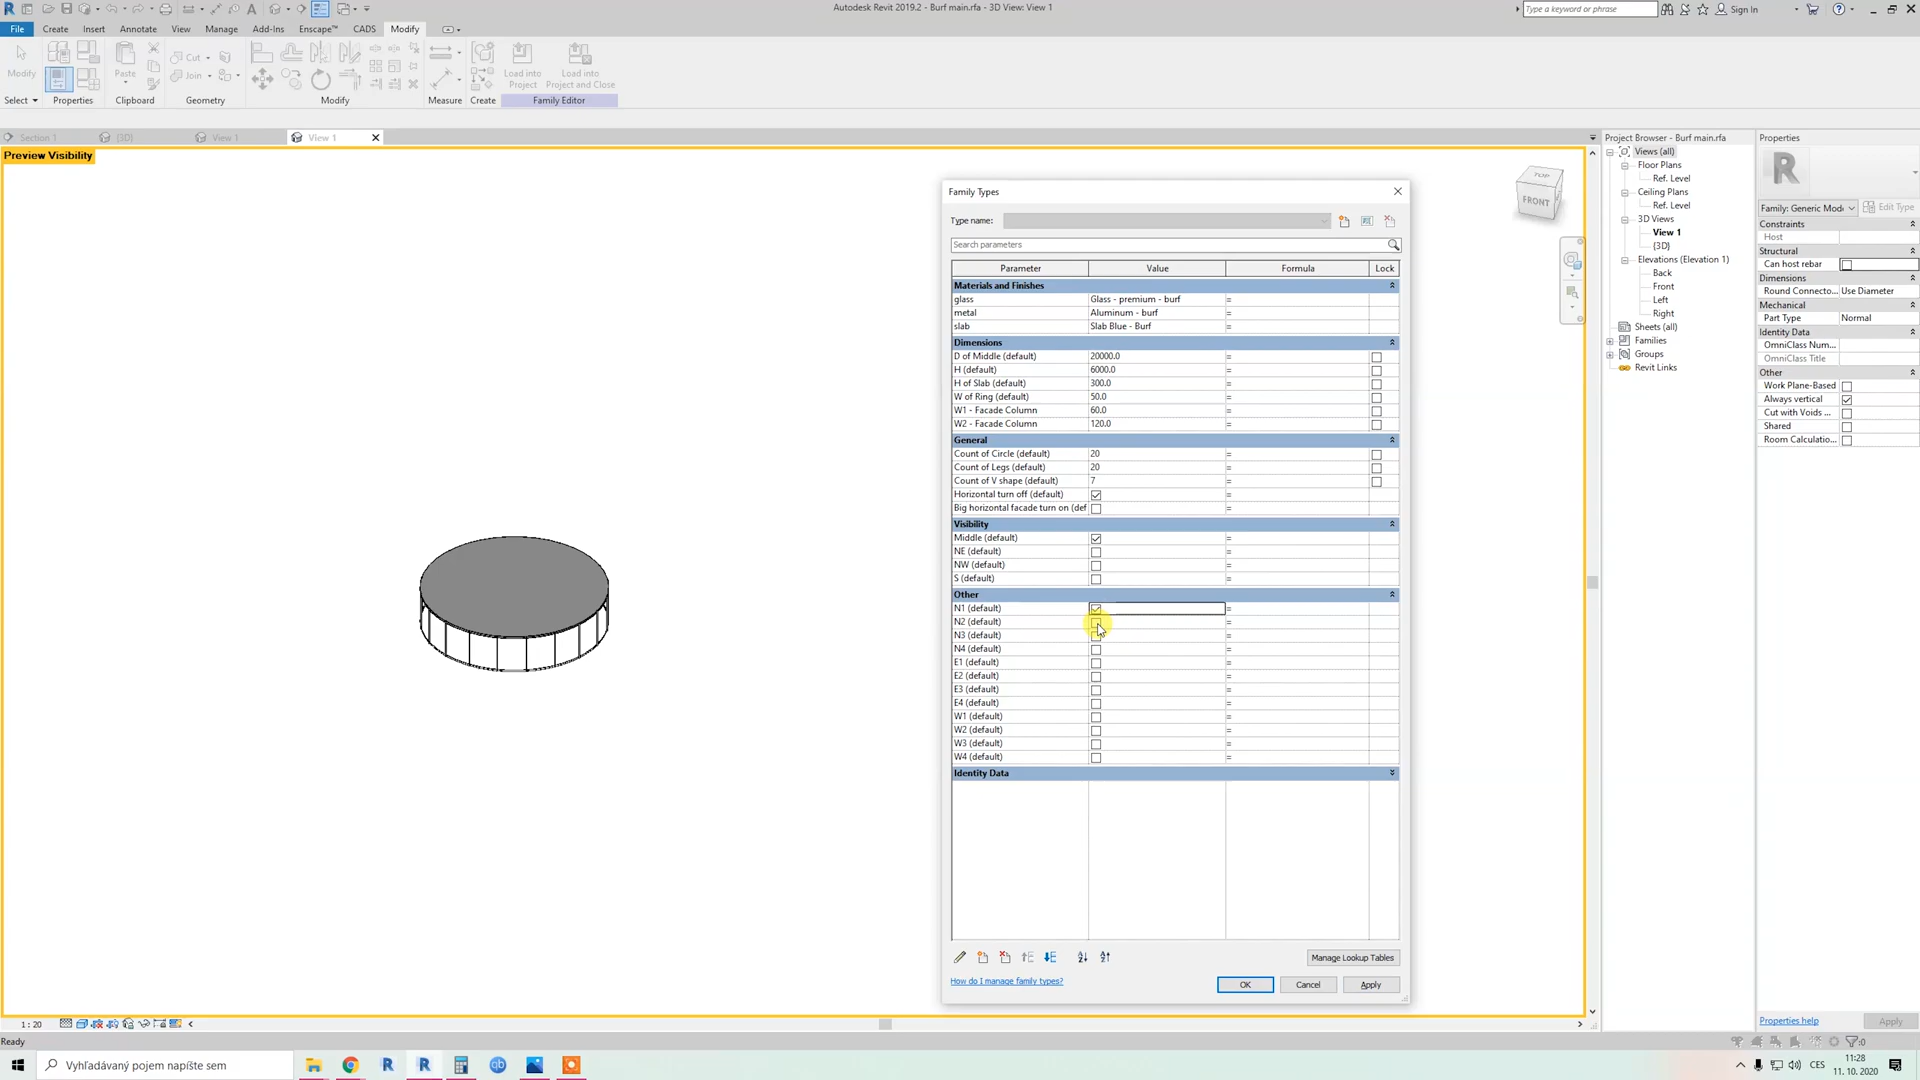 Autodesk Revit 2019.2 - Burf main.rfa - 3D View: View 1
Type a keyword or phrase
Sign In
File Create Insert Annotate View Manage Add-Ins Enscape™ CADS Modify
Modify
Paste
Cut
Join
Load into Project
Load into Project and Close
Select Properties Clipboard Geometry Modify Measure Create Family Editor
Section 1 {3D} View 1 View 1
Preview Visibility
TOP
FRONT
Family Types
Type name:
Search parameters
Parameter Value Formula Lock
Materials and Finishes
glass Glass - premium - burf =
metal Aluminum - burf =
slab Slab Blue - Burf =
Dimensions
D of Middle (default) 20000.0 =
H (default) 6000.0 =
H of Slab (default) 300.0 =
W of Ring (default) 50.0 =
W1 - Facade Column 60.0 =
W2 - Facade Column 120.0 =
General
Count of Circle (default) 20 =
Count of Legs (default) 20 =
Count of V shape (default) 7 =
Horizontal turn off (default) =
Big horizontal facade turn on (def =
Visibility
Middle (default) =
NE (default) =
NW (default) =
S (default) =
Other
N1 (default) =
N2 (default) =
N3 (default) =
N4 (default) =
E1 (default) =
E2 (default) =
E3 (default) =
E4 (default) =
W1 (default) =
W2 (default) =
W3 (default) =
W4 (default) =
Identity Data
Manage Lookup Tables
How do I manage family types?
OK Cancel Apply
Project Browser - Burf main.rfa
Views (all)
Floor Plans
Ref. Level
Ceiling Plans
Ref. Level
3D Views
View 1
{3D}
Elevations (Elevation 1)
Back
Front
Left
Right
Sheets (all)
Families
Groups
Revit Links
Properties
R
Family: Generic Mode Edit Type
Constraints
Host
Structural
Can host rebar
Dimensions
Round Connecto... Use Diameter
Mechanical
Part Type Normal
Identity Data
OmniClass Num...
OmniClass Title
Other
Work Plane-Based
Always vertical
Cut with Voids ...
Shared
Room Calculatio...
Properties help Apply
1 : 20
Ready
:0
Vyhľadávaný pojem napíšte sem
qb
CES
11:28
11. 10. 2020